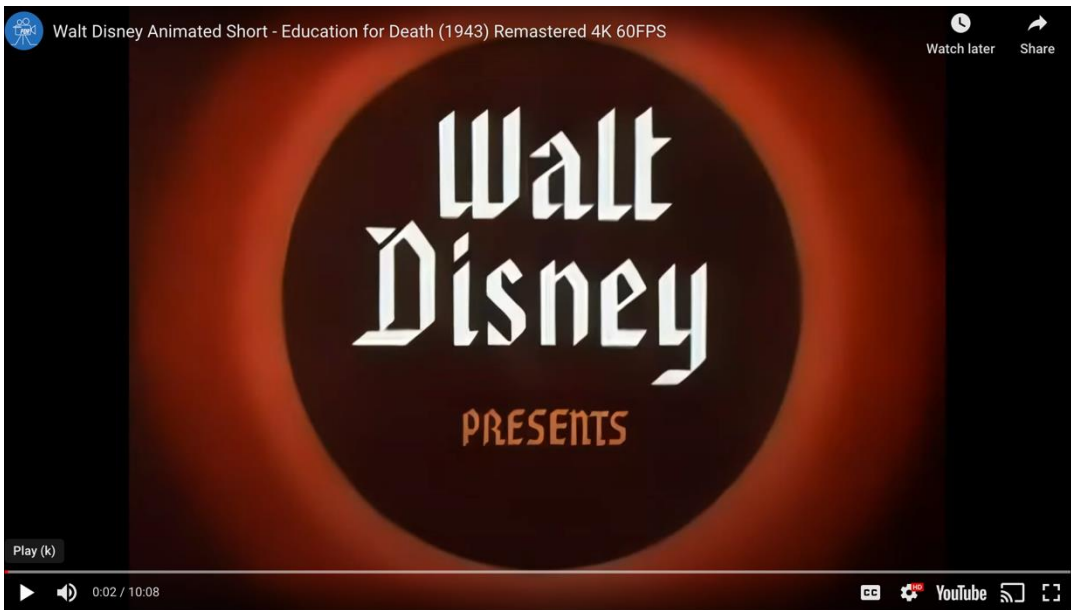 Walt Disney Animated Short - Education for Death (1943) Remastered 4K 60FPS
Watch later
Share
Walt
Disney
PRESENTS
Play (k)
0:02 / 10:08
CC
HD
YouTube